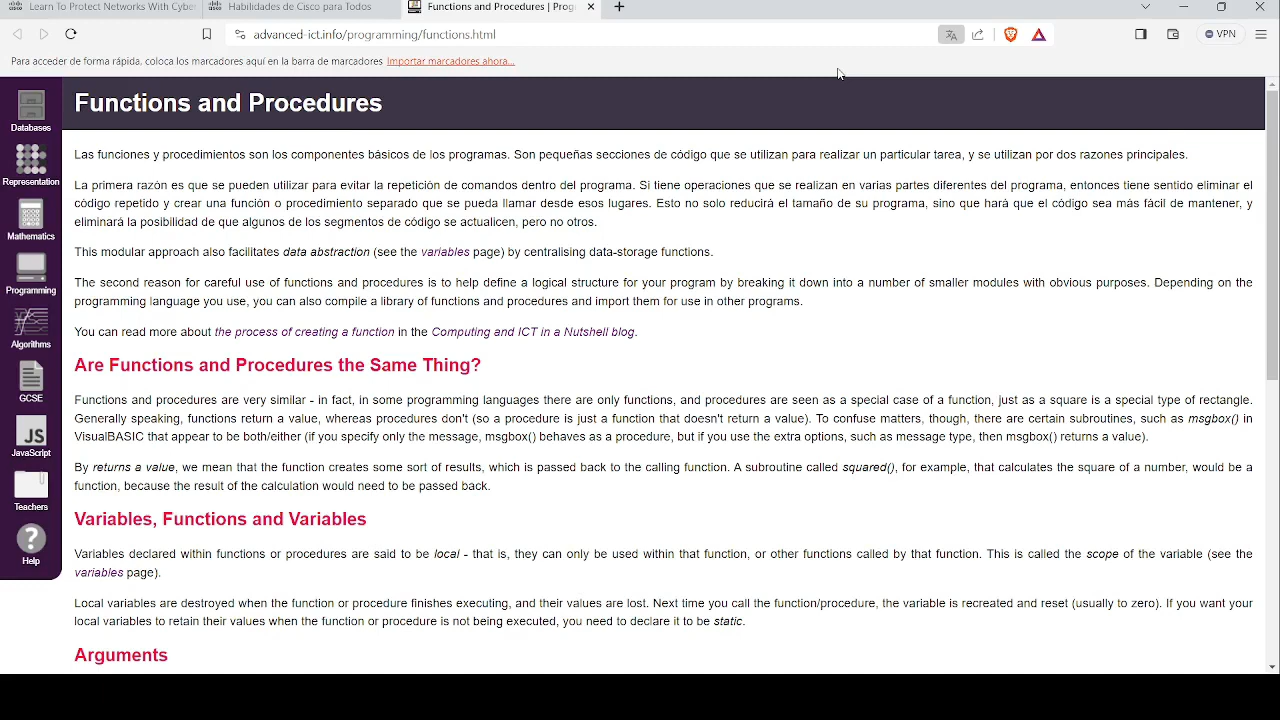 Learn To Protect Networks With Cyber
Habilidades de Cisco para Todos
Functions and Procedures | Prog
advanced-ict.info/programming/functions.html
VPN
Para acceder de forma rápida, coloca los marcadores aquí en la barra de marcadores Importar marcadores ahora...
Databases
Representation
Mathematics
Programming
Algorithms
GCSE
JS
JavaScript
Teachers
?
Help
Functions and Procedures
Las funciones y procedimientos son los componentes básicos de los programas. Son pequeñas secciones de código que se utilizan para realizar un particular tarea, y se utilizan por dos razones principales.
La primera razón es que se pueden utilizar para evitar la repetición de comandos dentro del programa. Si tiene operaciones que se realizan en varias partes diferentes del programa, entonces tiene sentido eliminar el
código repetido y crear una función o procedimiento separado que se pueda llamar desde esos lugares. Esto no solo reducirá el tamaño de su programa, sino que hará que el código sea más fácil de mantener, y
eliminará la posibilidad de que algunos de los segmentos de código se actualicen, pero no otros.
This modular approach also facilitates data abstraction (see the variables page) by centralising data-storage functions.
The second reason for careful use of functions and procedures is to help define a logical structure for your program by breaking it down into a number of smaller modules with obvious purposes. Depending on the
programming language you use, you can also compile a library of functions and procedures and import them for use in other programs.
You can read more about the process of creating a function in the Computing and ICT in a Nutshell blog.
Are Functions and Procedures the Same Thing?
Functions and procedures are very similar - in fact, in some programming languages there are only functions, and procedures are seen as a special case of a function, just as a square is a special type of rectangle.
Generally speaking, functions return a value, whereas procedures don't (so a procedure is just a function that doesn't return a value). To confuse matters, though, there are certain subroutines, such as msgbox() in
VisualBASIC that appear to be both/either (if you specify only the message, msgbox() behaves as a procedure, but if you use the extra options, such as message type, then msgbox() returns a value).
By returns a value, we mean that the function creates some sort of results, which is passed back to the calling function. A subroutine called squared(), for example, that calculates the square of a number, would be a
function, because the result of the calculation would need to be passed back.
Variables, Functions and Variables
Variables declared within functions or procedures are said to be local - that is, they can only be used within that function, or other functions called by that function. This is called the scope of the variable (see the
variables page).
Local variables are destroyed when the function or procedure finishes executing, and their values are lost. Next time you call the function/procedure, the variable is recreated and reset (usually to zero). If you want your
local variables to retain their values when the function or procedure is not being executed, you need to declare it to be static.
Arguments